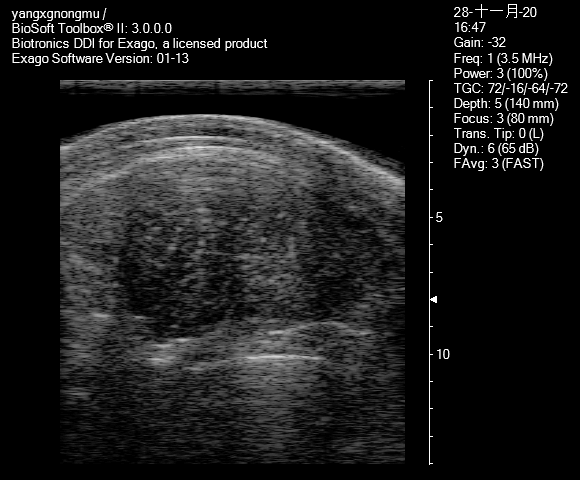 yangxgnongmu /
BioSoft Toolbox® II: 3.0.0.0
Biotronics DDI for Exago, a licensed product
Exago Software Version: 01-13
28-十一月-20
16:47
Gain: -32
Freq: 1 (3.5 MHz)
Power: 3 (100%)
TGC: 72/-16/-64/-72
Depth: 5 (140 mm)
Focus: 3 (80 mm)
Trans. Tip: 0 (L)
Dyn.: 6 (65 dB)
FAvg: 3 (FAST)
5
10